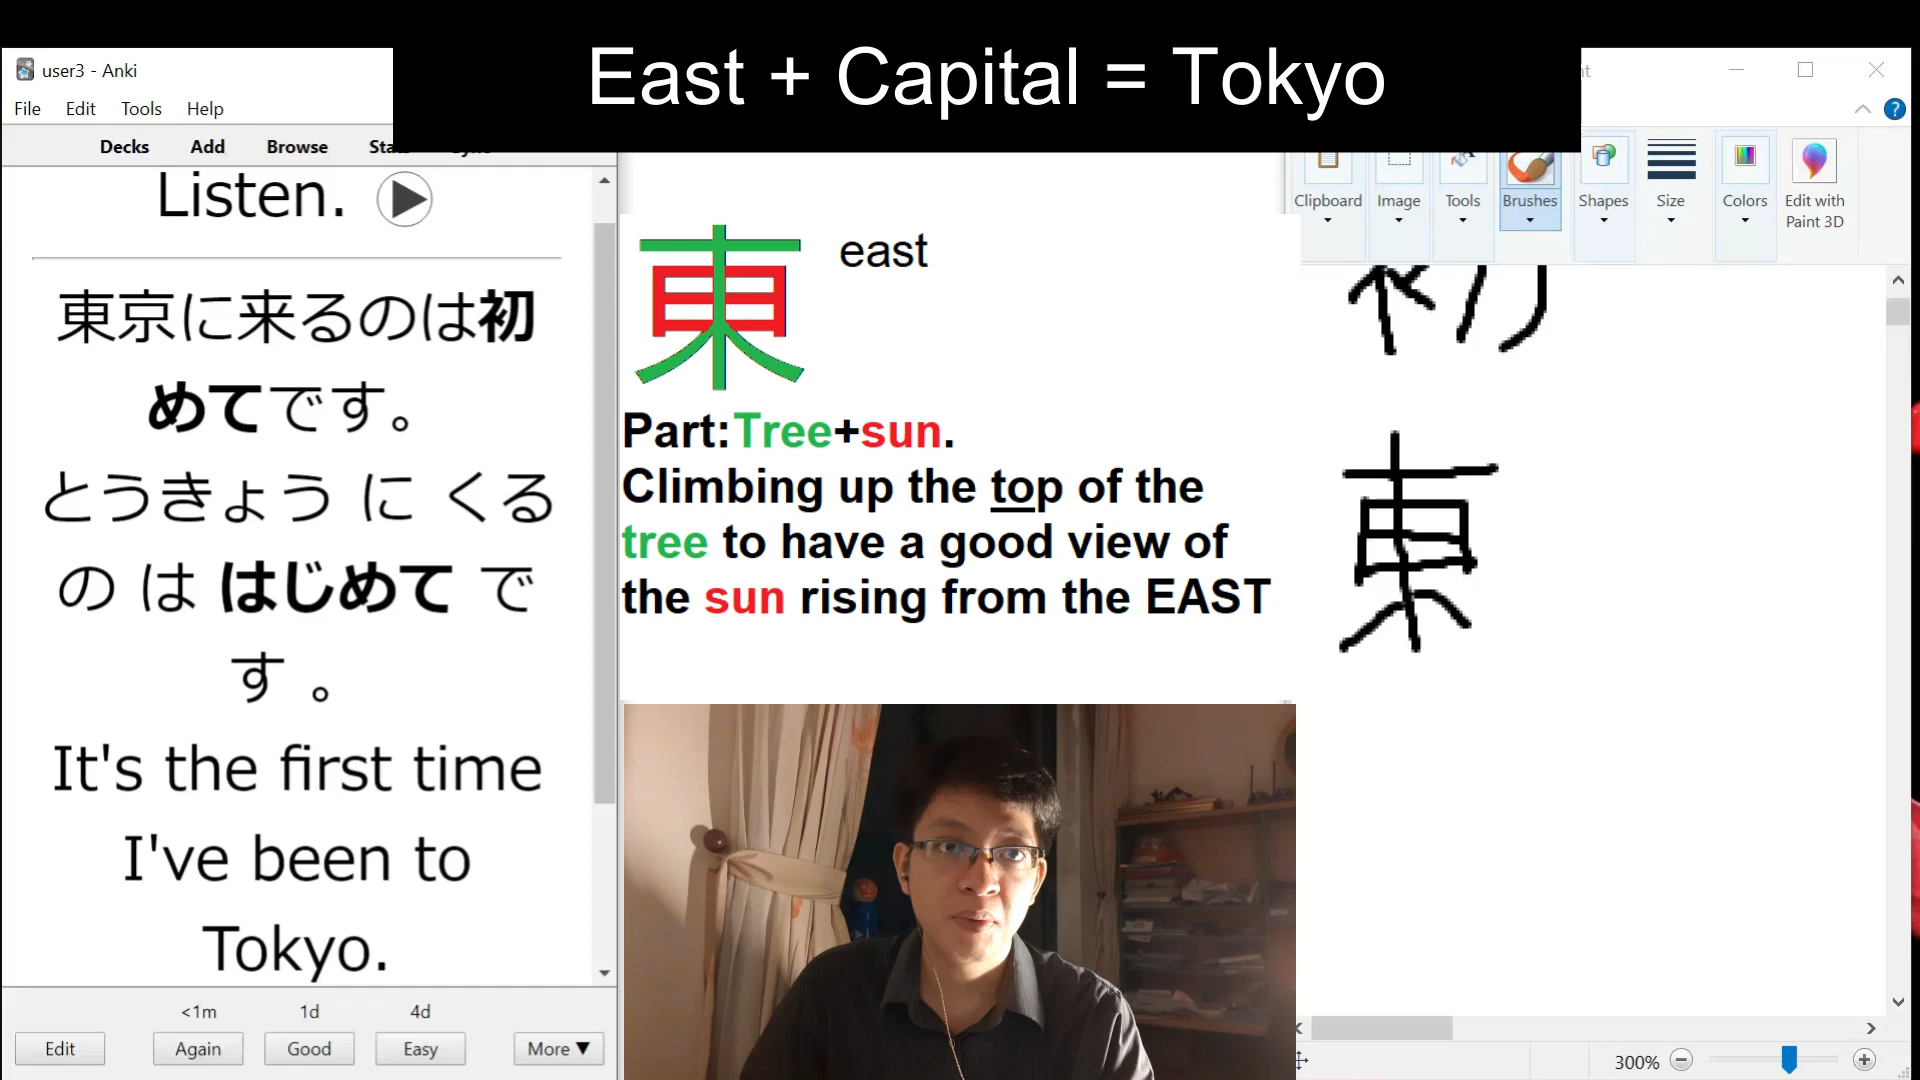 East + Capital = Tokyo
user3 - Anki
File Edit Tools Help
Decks Add Browse
Listen.
東京に来るのは初
めてです。
とうきょう に くる
の は はじめて で
す 。
It's the first time
I've been to
Tokyo.
<1m 1d 4d
Edit Again Good Easy More
東 east
Part:Tree+sun.
Climbing up the top of the
tree to have a good view of
the sun rising from the EAST
Clipboard Image Tools Brushes Shapes Size Colors Edit with
Paint 3D
初
東
300%